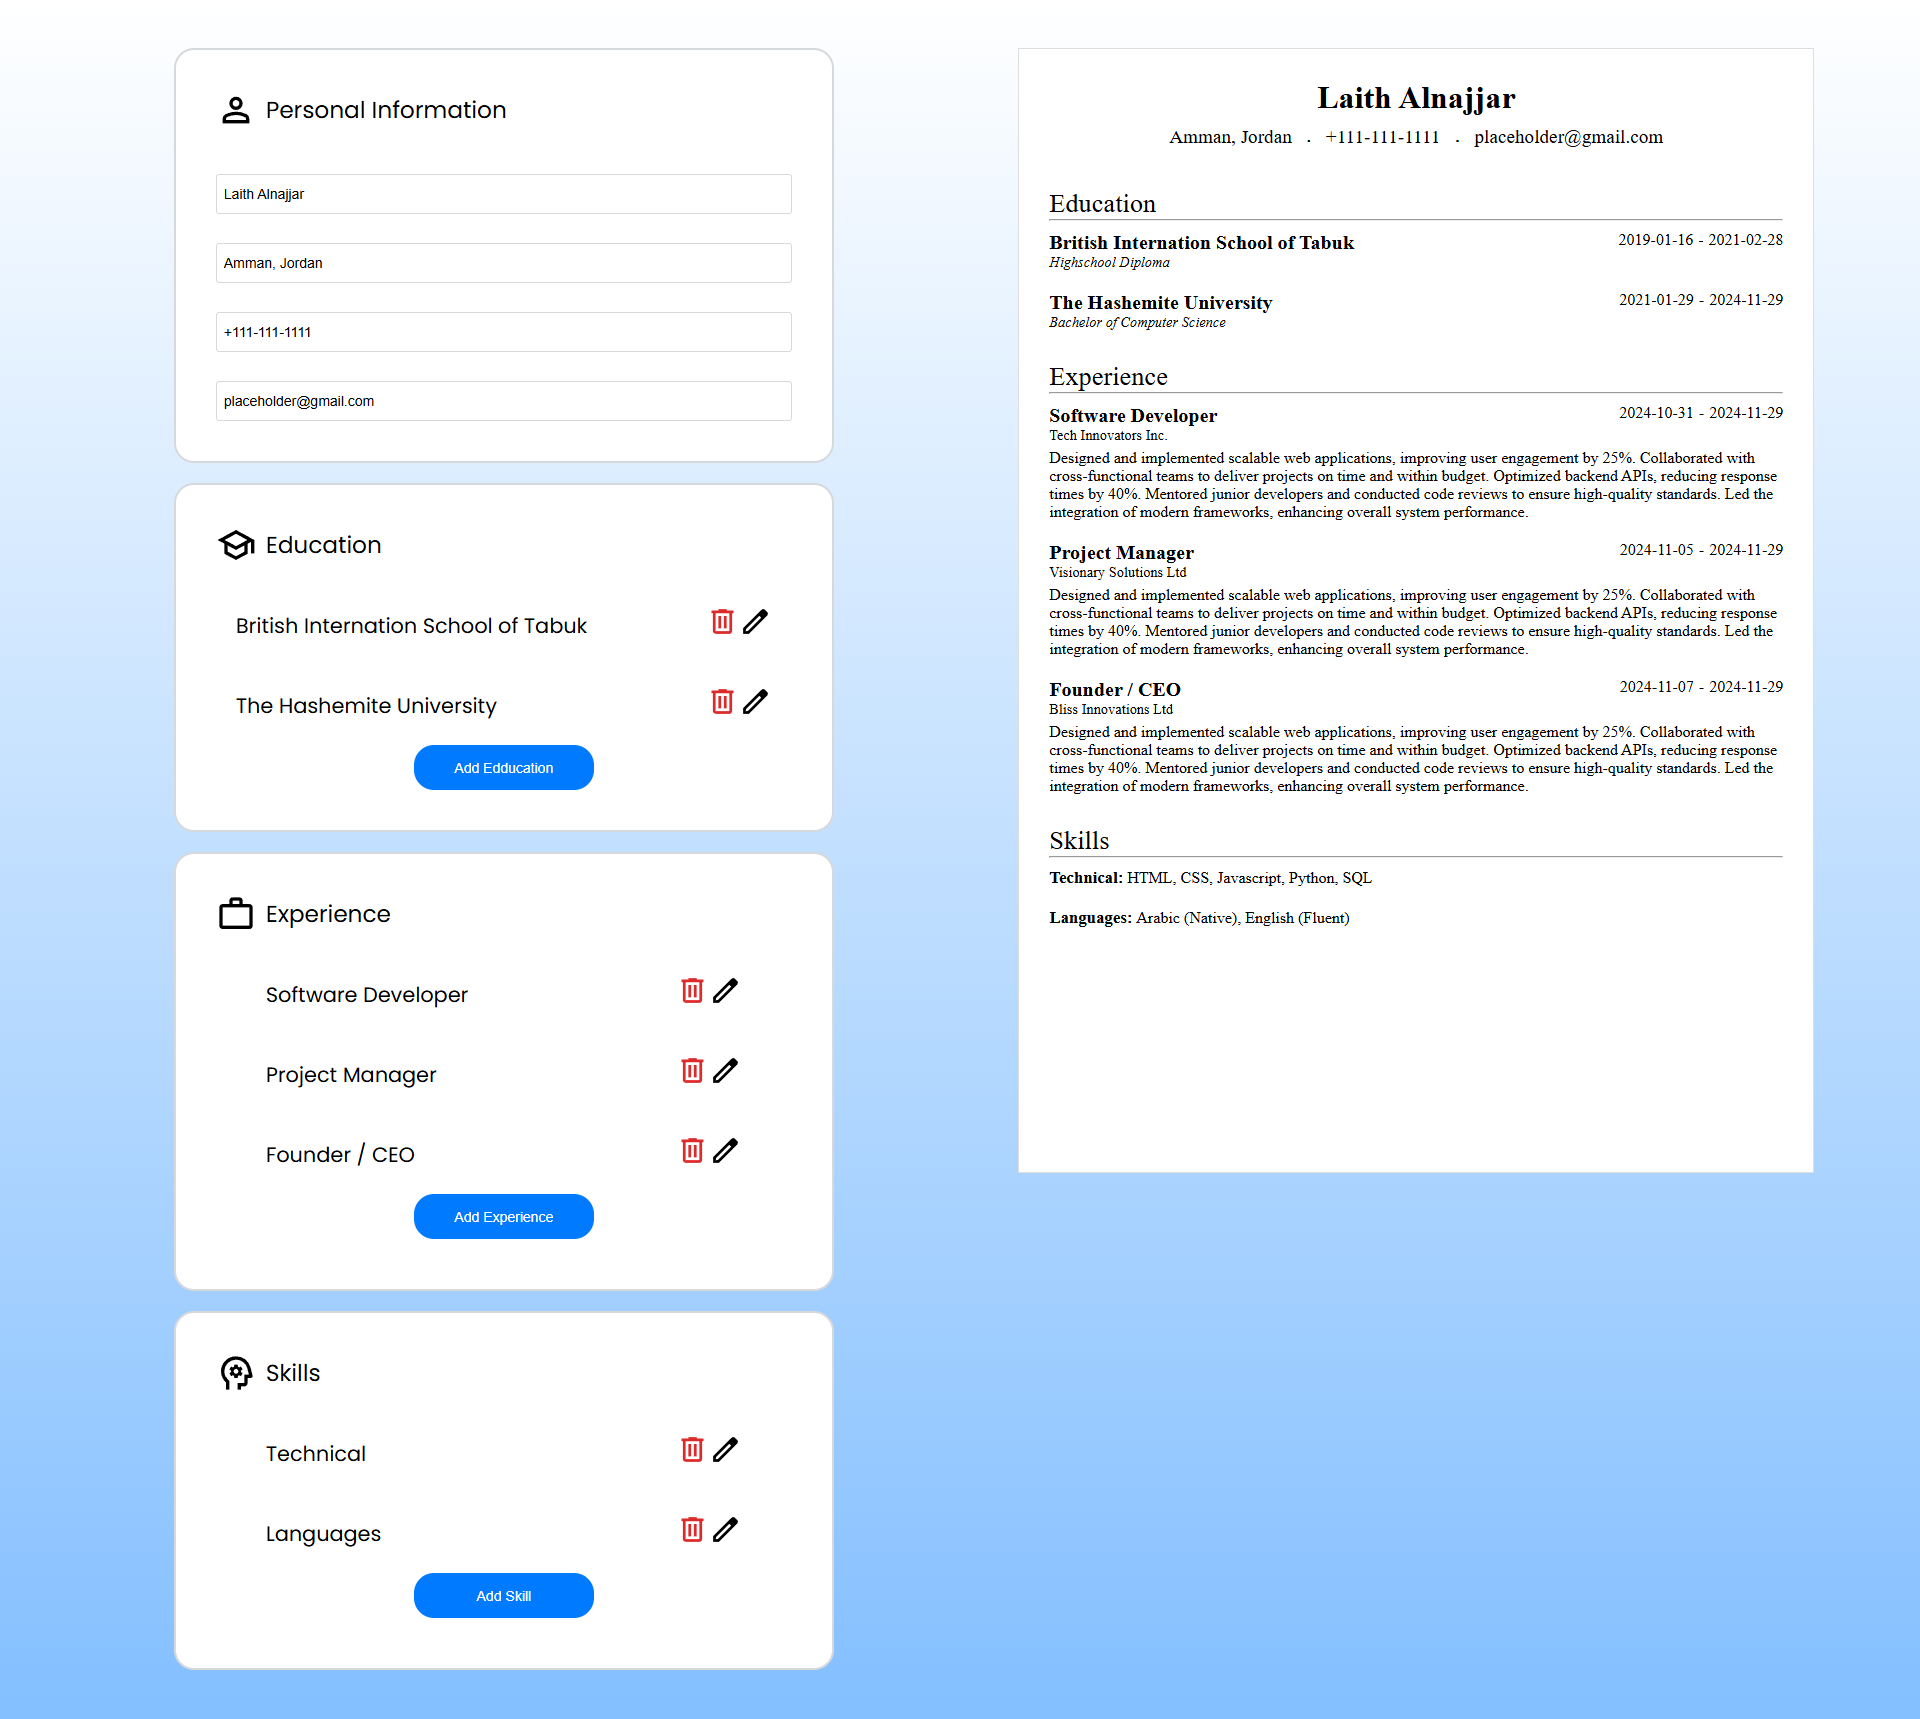 Personal Information
Laith Alnajjar
Amman, Jordan
+111-111-1111
placeholder@gmail.com
Education
British Internation School of Tabuk
The Hashemite University
Add Edducation
Experience
Software Developer
Project Manager
Founder / CEO
Add Experience
Skills
Technical
Languages
Add Skill
Laith Alnajjar
Amman, Jordan . +111-111-1111 . placeholder@gmail.com
Education
British Internation School of Tabuk 2019-01-16 - 2021-02-28
Highschool Diploma
The Hashemite University 2021-01-29 - 2024-11-29
Bachelor of Computer Science
Experience
Software Developer 2024-10-31 - 2024-11-29
Tech Innovators Inc.
Designed and implemented scalable web applications, improving user engagement by 25%. Collaborated with
cross-functional teams to deliver projects on time and within budget. Optimized backend APIs, reducing response
times by 40%. Mentored junior developers and conducted code reviews to ensure high-quality standards. Led the
integration of modern frameworks, enhancing overall system performance.
Project Manager 2024-11-05 - 2024-11-29
Visionary Solutions Ltd
Designed and implemented scalable web applications, improving user engagement by 25%. Collaborated with
cross-functional teams to deliver projects on time and within budget. Optimized backend APIs, reducing response
times by 40%. Mentored junior developers and conducted code reviews to ensure high-quality standards. Led the
integration of modern frameworks, enhancing overall system performance.
Founder / CEO 2024-11-07 - 2024-11-29
Bliss Innovations Ltd
Designed and implemented scalable web applications, improving user engagement by 25%. Collaborated with
cross-functional teams to deliver projects on time and within budget. Optimized backend APIs, reducing response
times by 40%. Mentored junior developers and conducted code reviews to ensure high-quality standards. Led the
integration of modern frameworks, enhancing overall system performance.
Skills
Technical: HTML, CSS, Javascript, Python, SQL
Languages: Arabic (Native), English (Fluent)